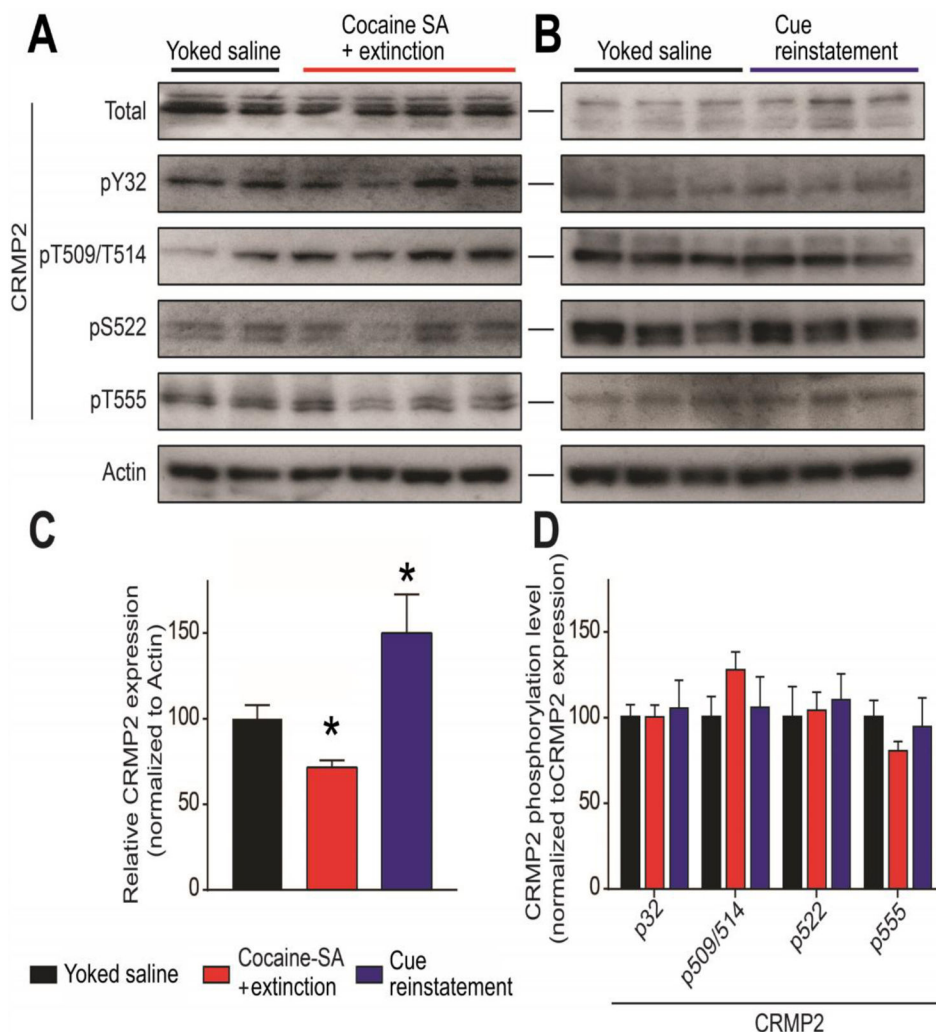 A
Yoked saline
Cocaine SA
+ extinction
B
Yoked saline
Cue
reinstatement
CRMP2
Total
pY32
pT509/T514
pS522
pT555
Actin
C
Relative CRMP2 expression
(normalized to Actin)
150
100
50
0
*
*
D
CRMP2 phosphorylation level
(normalized toCRMP2 expression)
150
100
50
0
p32
p509/514
p522
p555
CRMP2
Yoked saline
Cocaine-SA
+extinction
Cue
reinstatement